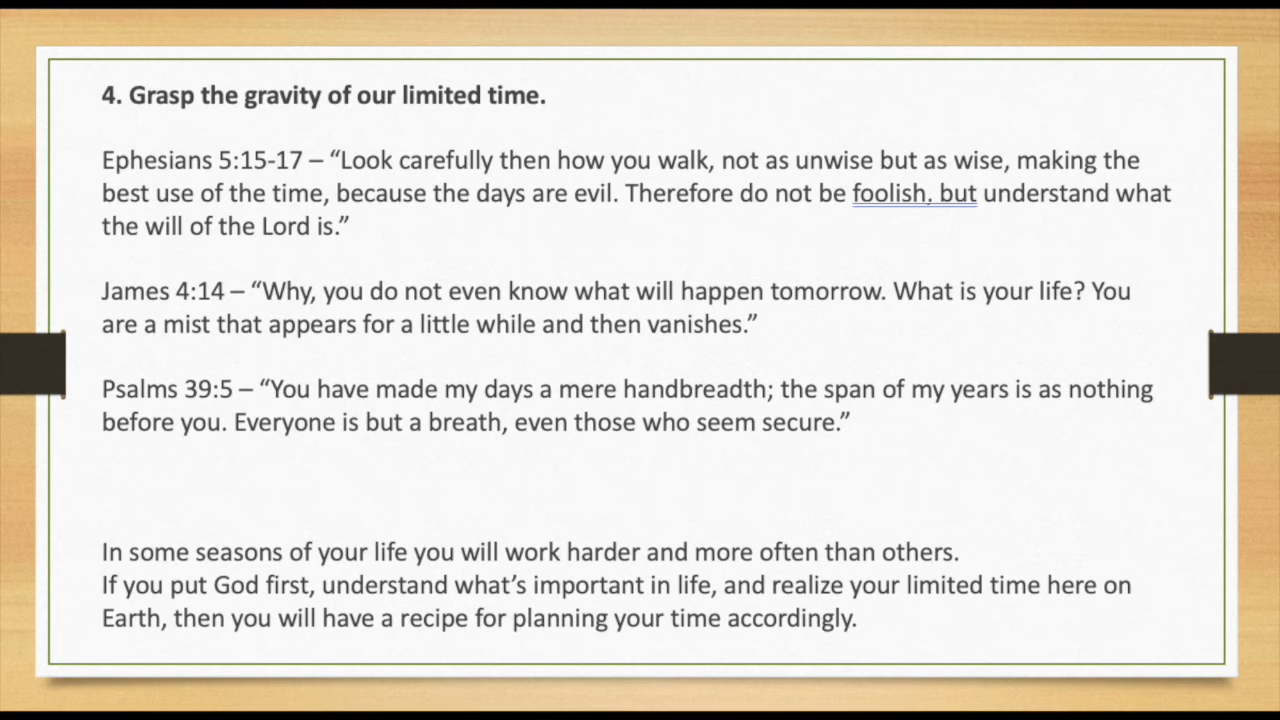 4. Grasp the gravity of our limited time.
Ephesians 5:15-17 – “Look carefully then how you walk, not as unwise but as wise, making the
best use of the time, because the days are evil. Therefore do not be foolish, but understand what
the will of the Lord is.”
James 4:14 – “Why, you do not even know what will happen tomorrow. What is your life? You
are a mist that appears for a little while and then vanishes.”
Psalms 39:5 – “You have made my days a mere handbreadth; the span of my years is as nothing
before you. Everyone is but a breath, even those who seem secure.”
In some seasons of your life you will work harder and more often than others.
If you put God first, understand what’s important in life, and realize your limited time here on
Earth, then you will have a recipe for planning your time accordingly.